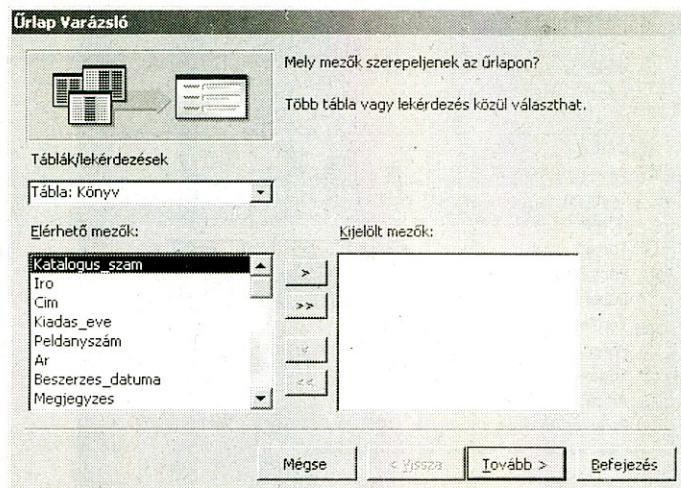 Űrlap Varázsló
Mely mezők szerepeljenek az űrlapon?
Több tábla vagy lekérdezés közül választhat.
Táblák/lekérdezések
Tábla: Könyv
Elérhető mezők:
Kijelölt mezők:
Katalogus_szam
Iro
Cim
Kiadas_eve
Peldanyszám
Ar
Beszerzes_datuma
Megjegyzes
>
>>
<
<<
Mégse
< Vissza
Tovább >
Befejezés